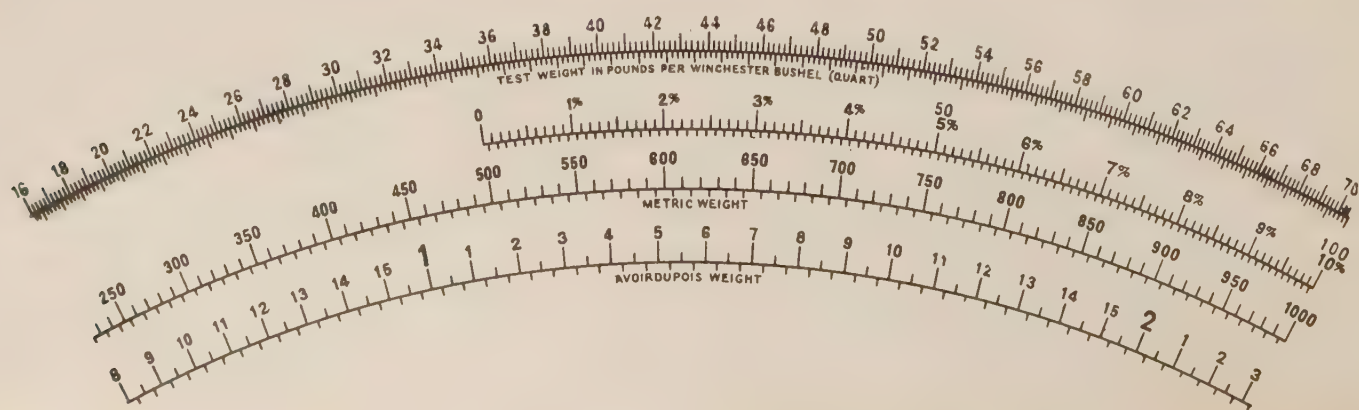 16 18 20 22 24 26 28 30 32 34 36 38 40 42 44 46 48 50 52 54 56 58 60 62 64 66 68 70
TEST WEIGHT IN POUNDS PER WINCHESTER BUSHEL (QUART)
0 1% 2% 3% 4% 50 5% 6% 7% 8% 9% 100 10%
250 300 350 400 450 500 550 600 650 700 750 800 850 900 950 1000
METRIC WEIGHT
8 9 10 11 12 13 14 15 1 1 2 3 4 5 6 7 8 9 10 11 12 13 14 15 2 1 2 3
AVOIRDUPOIS WEIGHT